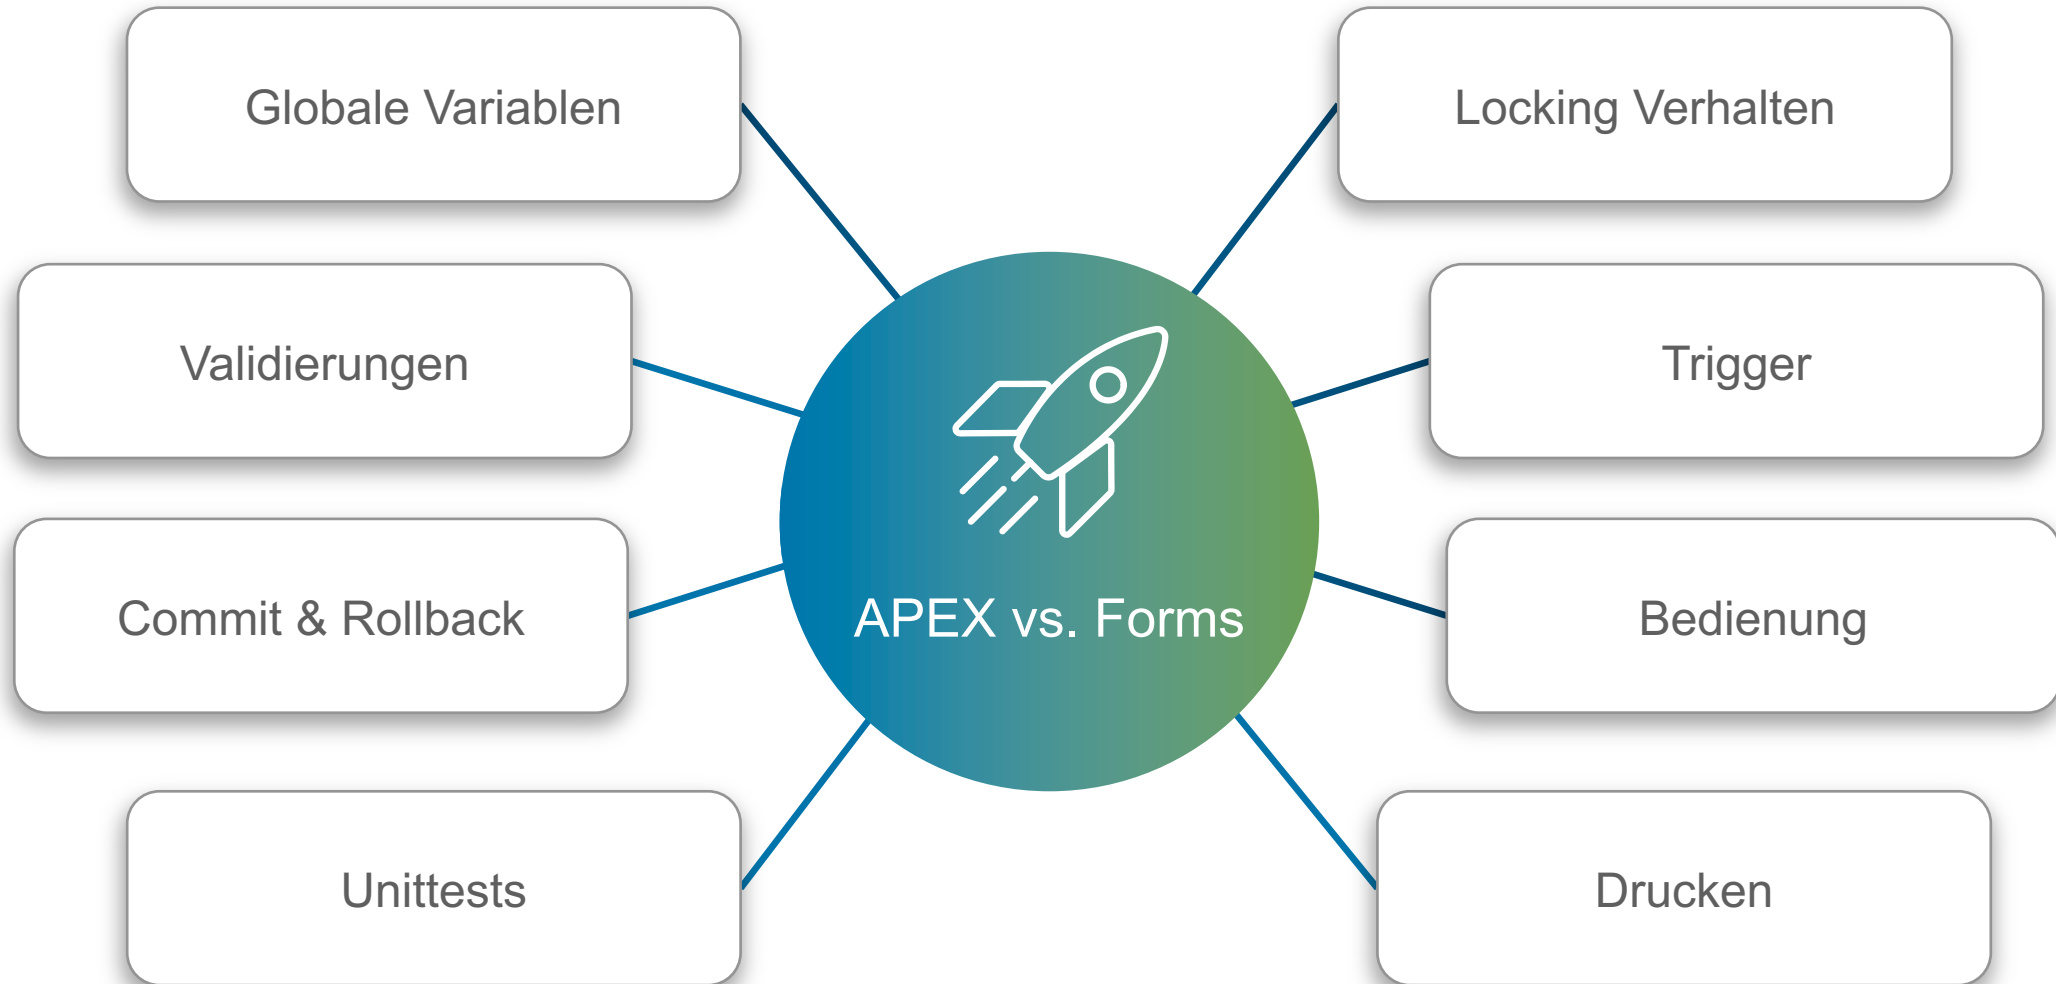 Globale Variablen
Locking Verhalten
Validierungen
Trigger
Commit & Rollback
APEX vs. Forms
Bedienung
Unittests
Drucken